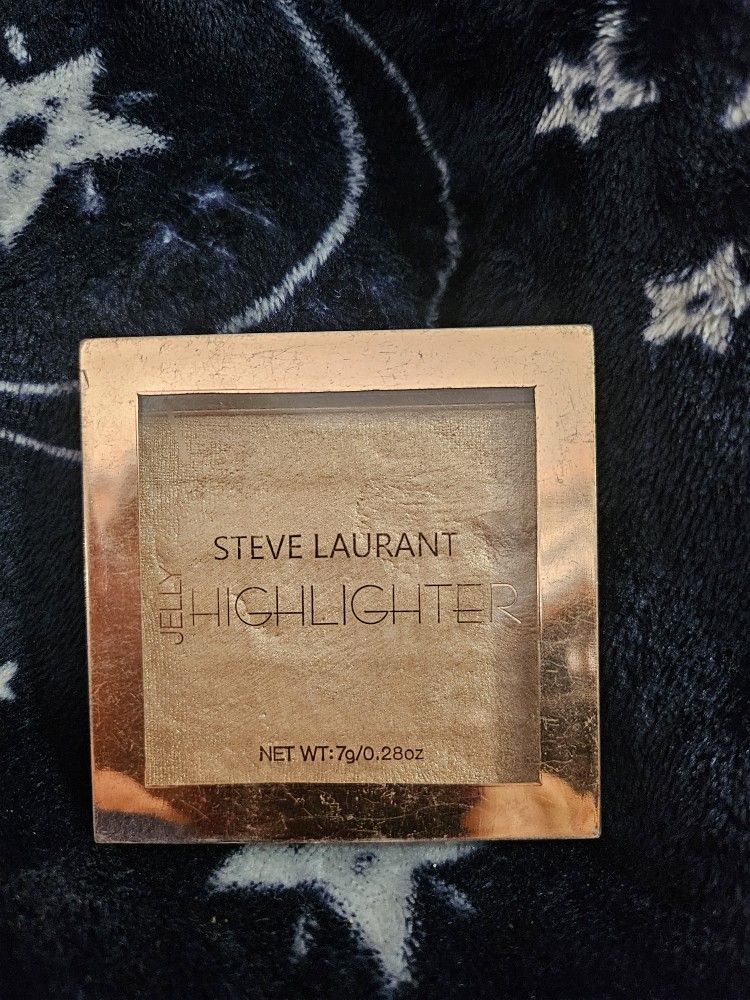 STEVE LAURANT
JELLY
HIGHLIGHTER
NET WT:7g/0.28oz